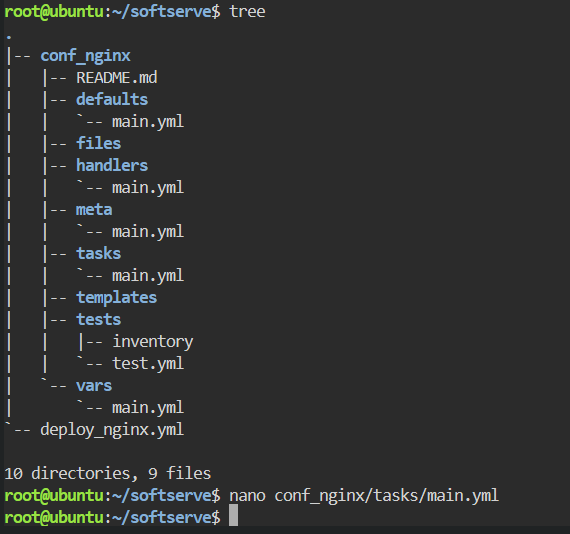 root@ubuntu:~/softserve$ tree
.
|-- conf_nginx
|   |-- README.md
|   |-- defaults
|   |   `-- main.yml
|   |-- files
|   |-- handlers
|   |   `-- main.yml
|   |-- meta
|   |   `-- main.yml
|   |-- tasks
|   |   `-- main.yml
|   |-- templates
|   |-- tests
|   |   |-- inventory
|   |   `-- test.yml
|   `-- vars
|       `-- main.yml
`-- deploy_nginx.yml

10 directories, 9 files
root@ubuntu:~/softserve$ nano conf_nginx/tasks/main.yml
root@ubuntu:~/softserve$